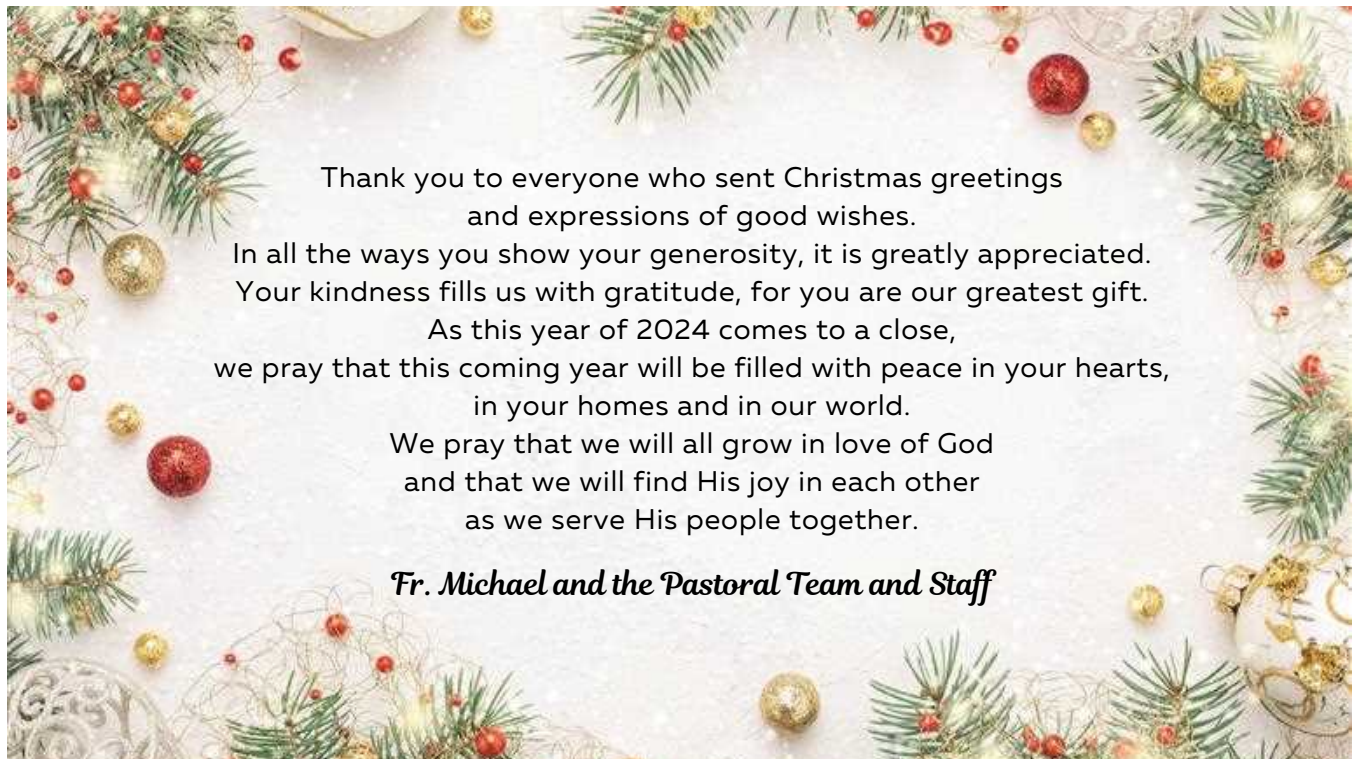 Thank you to everyone who sent Christmas greetings
and expressions of good wishes.
In all the ways you show your generosity, it is greatly appreciated.
Your kindness fills us with gratitude, for you are our greatest gift.
As this year of 2024 comes to a close,
we pray that this coming year will be filled with peace in your hearts,
in your homes and in our world.
We pray that we will all grow in love of God
and that we will find His joy in each other
as we serve His people together.
Fr. Michael and the Pastoral Team and Staff